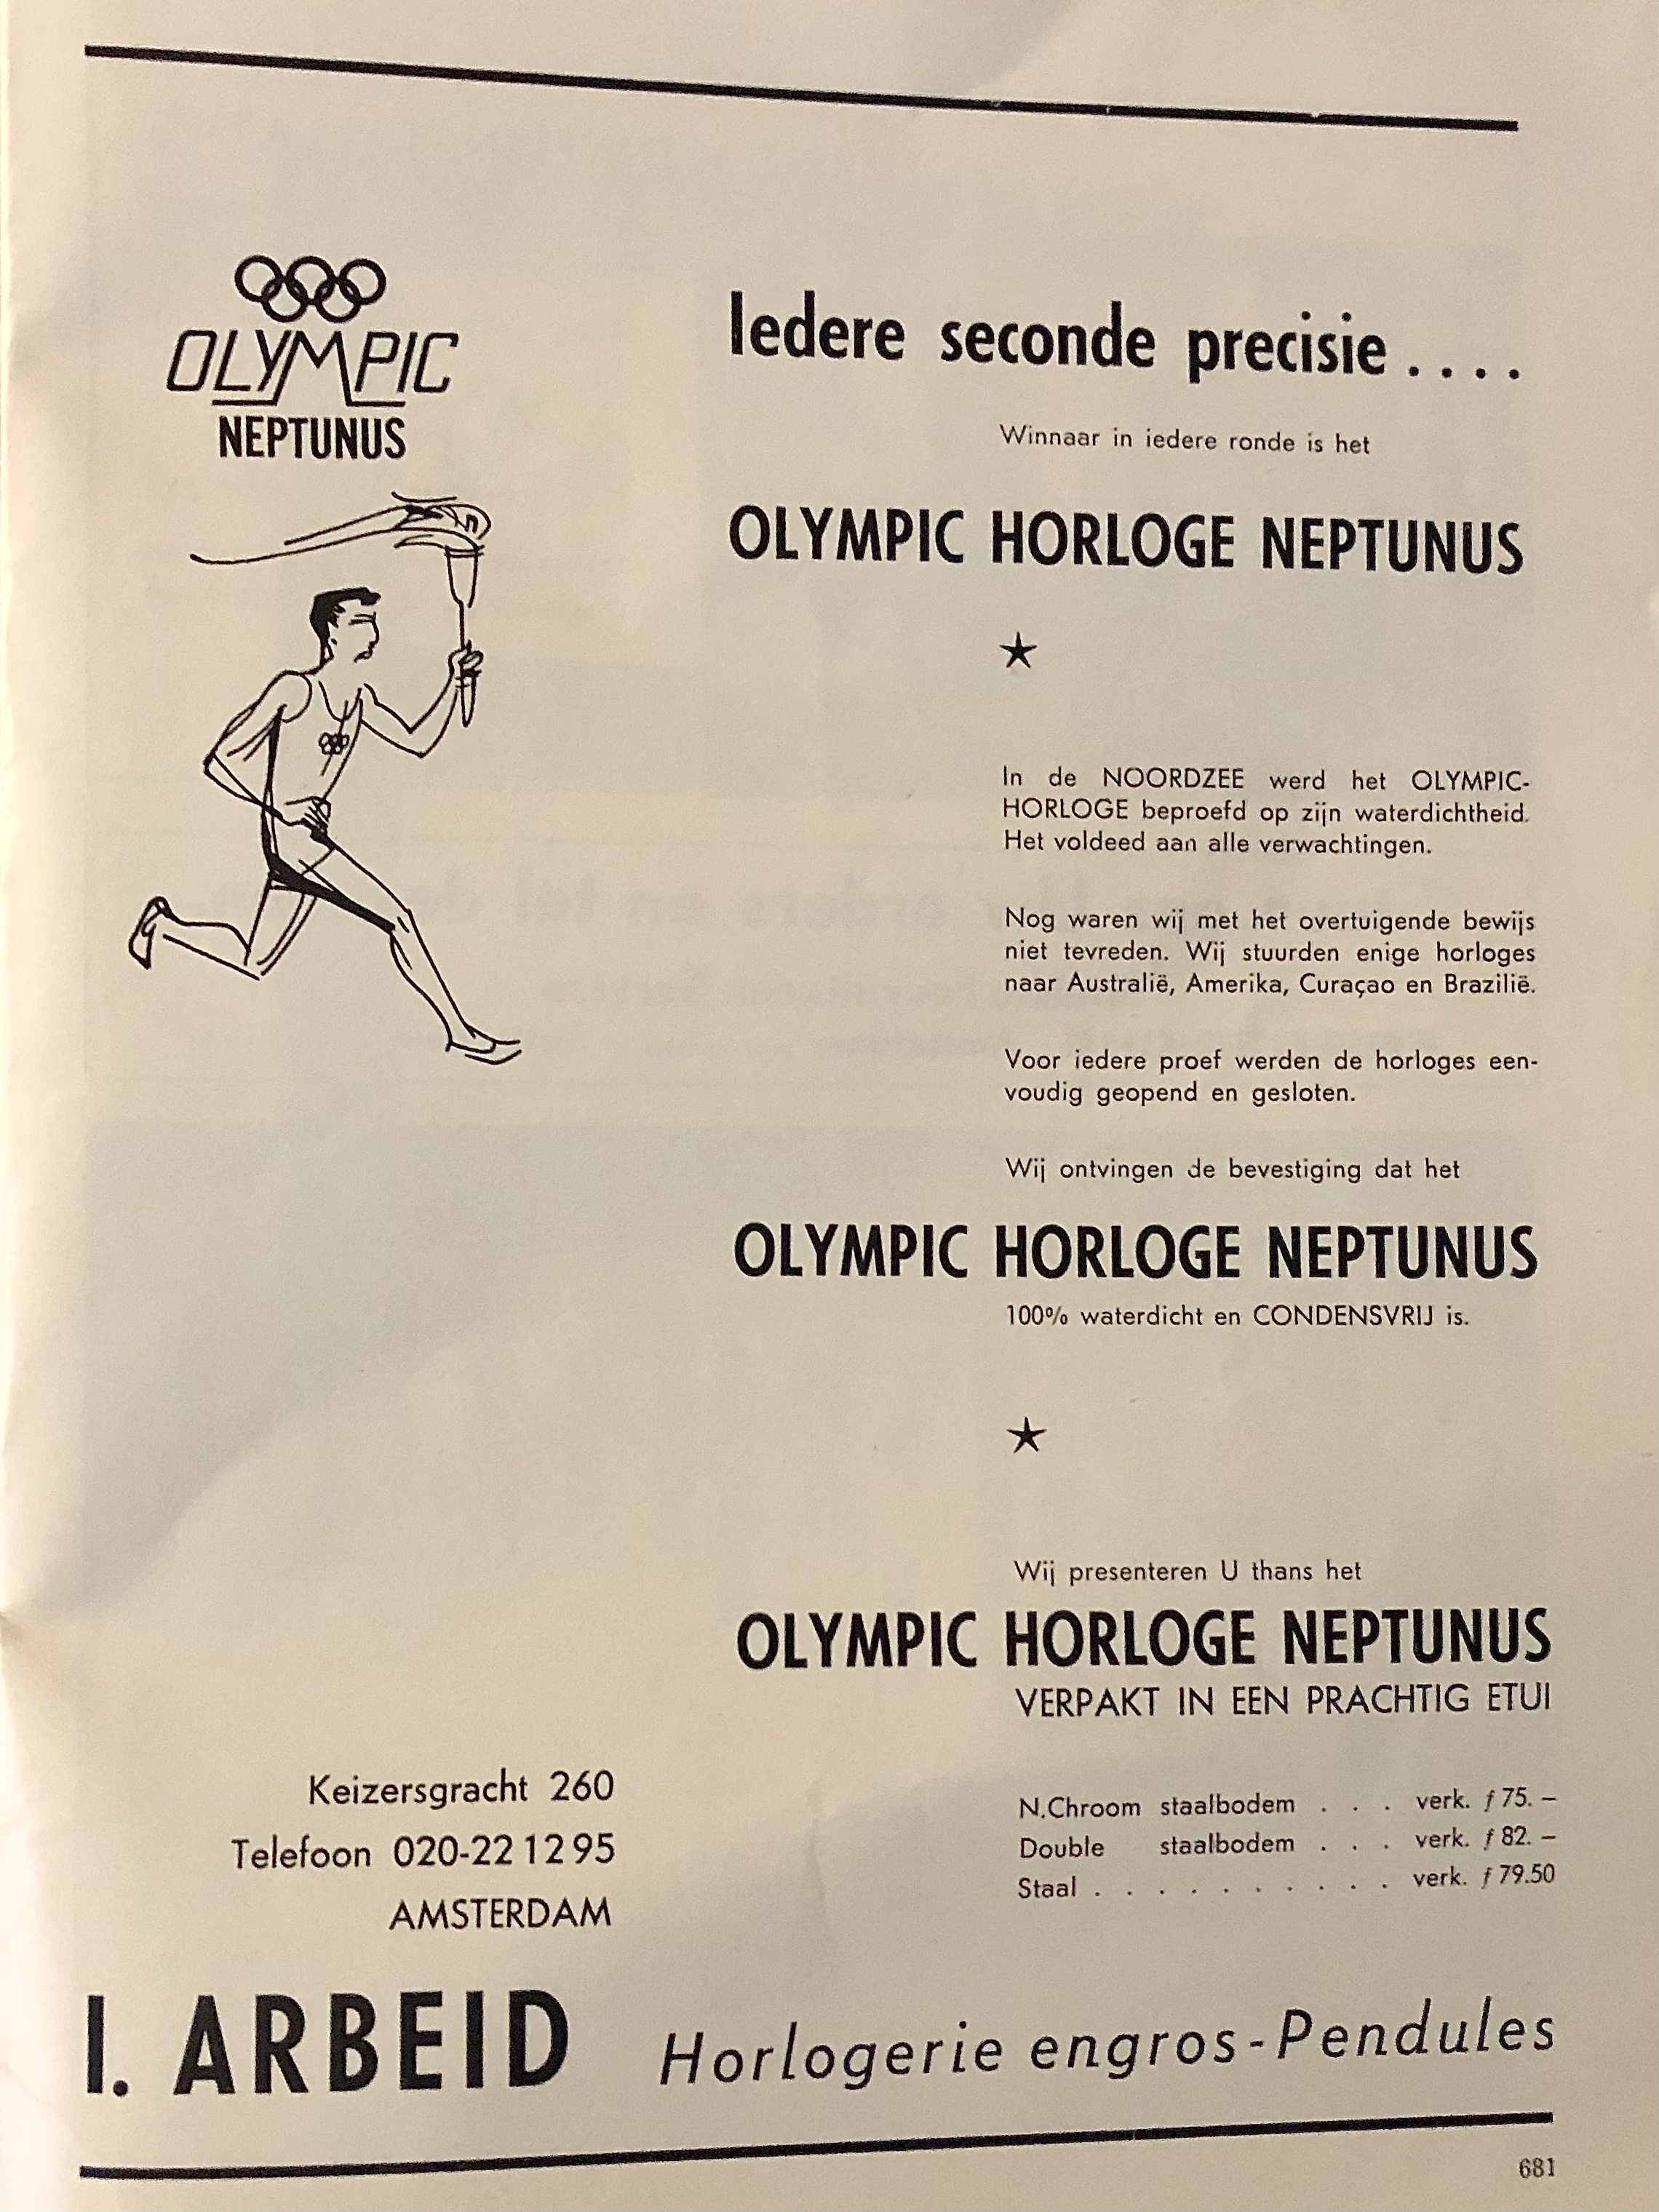 OLYMPIC
NEPTUNUS
Iedere seconde precisie . . . .
Winnaar in iedere ronde is het
OLYMPIC HORLOGE NEPTUNUS
In de NOORDZEE werd het OLYMPIC-
HORLOGE beproefd op zijn waterdichtheid.
Het voldeed aan alle verwachtingen.
Nog waren wij met het overtuigende bewijs
niet tevreden. Wij stuurden enige horloges
naar Australië, Amerika, Curaçao en Brazilië.
Voor iedere proef werden de horloges een-
voudig geopend en gesloten.
Wij ontvingen de bevestiging dat het
OLYMPIC HORLOGE NEPTUNUS
100% waterdicht en CONDENSVRIJ is.
Wij presenteren U thans het
OLYMPIC HORLOGE NEPTUNUS
VERPAKT IN EEN PRACHTIG ETUI
N.Chroom staalbodem . . . verk. ƒ 75. –
Double staalbodem . . . verk. ƒ 82. –
Staal . . . . . . . . . . verk. ƒ 79.50
Keizersgracht 260
Telefoon 020-22 12 95
AMSTERDAM
I. ARBEID Horlogerie engros-Pendules
681